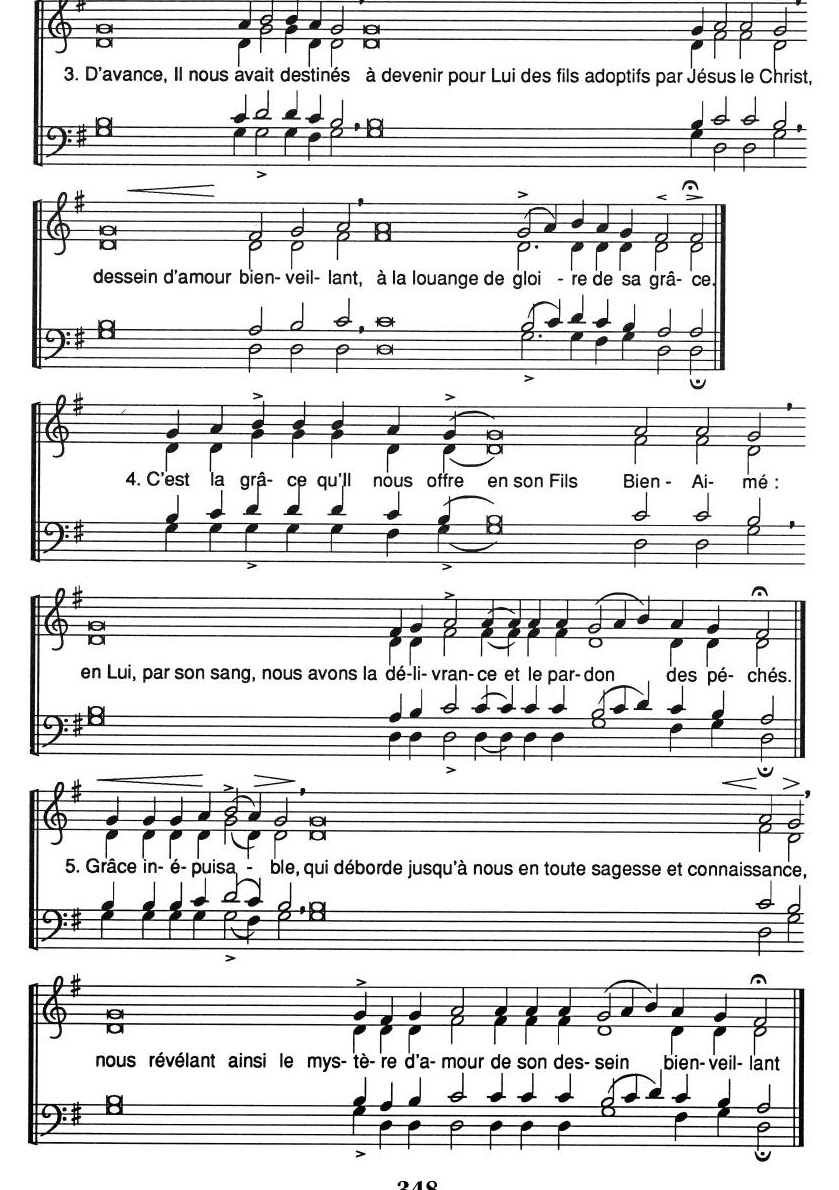 3. D'avance, Il nous avait destinés à devenir pour Lui des fils adoptifs par Jésus le Christ,
dessein d'amour bien- veil- lant, à la louange de gloi - re de sa grâ- ce.
4. C'est la grâ- ce qu'Il nous offre en son Fils Bien - Ai- mé :
en Lui, par son sang, nous avons la dé-li-vran-ce et le par-don des pé- chés.
5. Grâce in- é- puisa - ble, qui déborde jusqu'à nous en toute sagesse et connaissance,
nous révélant ainsi le mys- tè- re d'a- mour de son des- sein bien- veil- lant
348